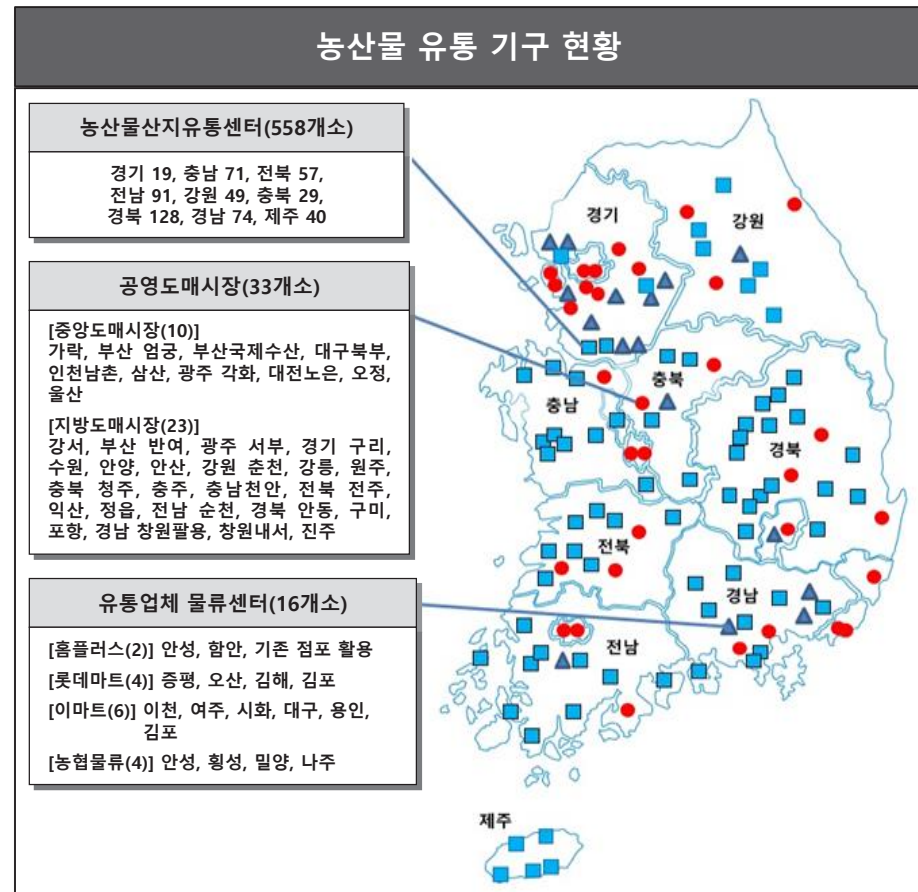 농산물 유통 기구 현황
농산물산지유통센터(558개소)
경기 19, 충남 71, 전북 57,
전남 91, 강원 49, 충북 29,
경북 128, 경남 74, 제주 40
공영도매시장(33개소)
[중앙도매시장(10)]
가락, 부산 엄궁, 부산국제수산, 대구북부,
인천남촌, 삼산, 광주 각화, 대전노은, 오정,
울산
[지방도매시장(23)]
강서, 부산 반여, 광주 서부, 경기 구리,
수원, 안양, 안산, 강원 춘천, 강릉, 원주,
충북 청주, 충주, 충남천안, 전북 전주,
익산, 정읍, 전남 순천, 경북 안동, 구미,
포항, 경남 창원팔용, 창원내서, 진주
유통업체 물류센터(16개소)
[홈플러스(2)] 안성, 함안, 기존 점포 활용
[롯데마트(4)] 증평, 오산, 김해, 김포
[이마트(6)] 이천, 여주, 시화, 대구, 용인,
김포
[농협물류(4)] 안성, 횡성, 밀양, 나주
경기
강원
충북
충남
경북
전북
경남
전남
제주